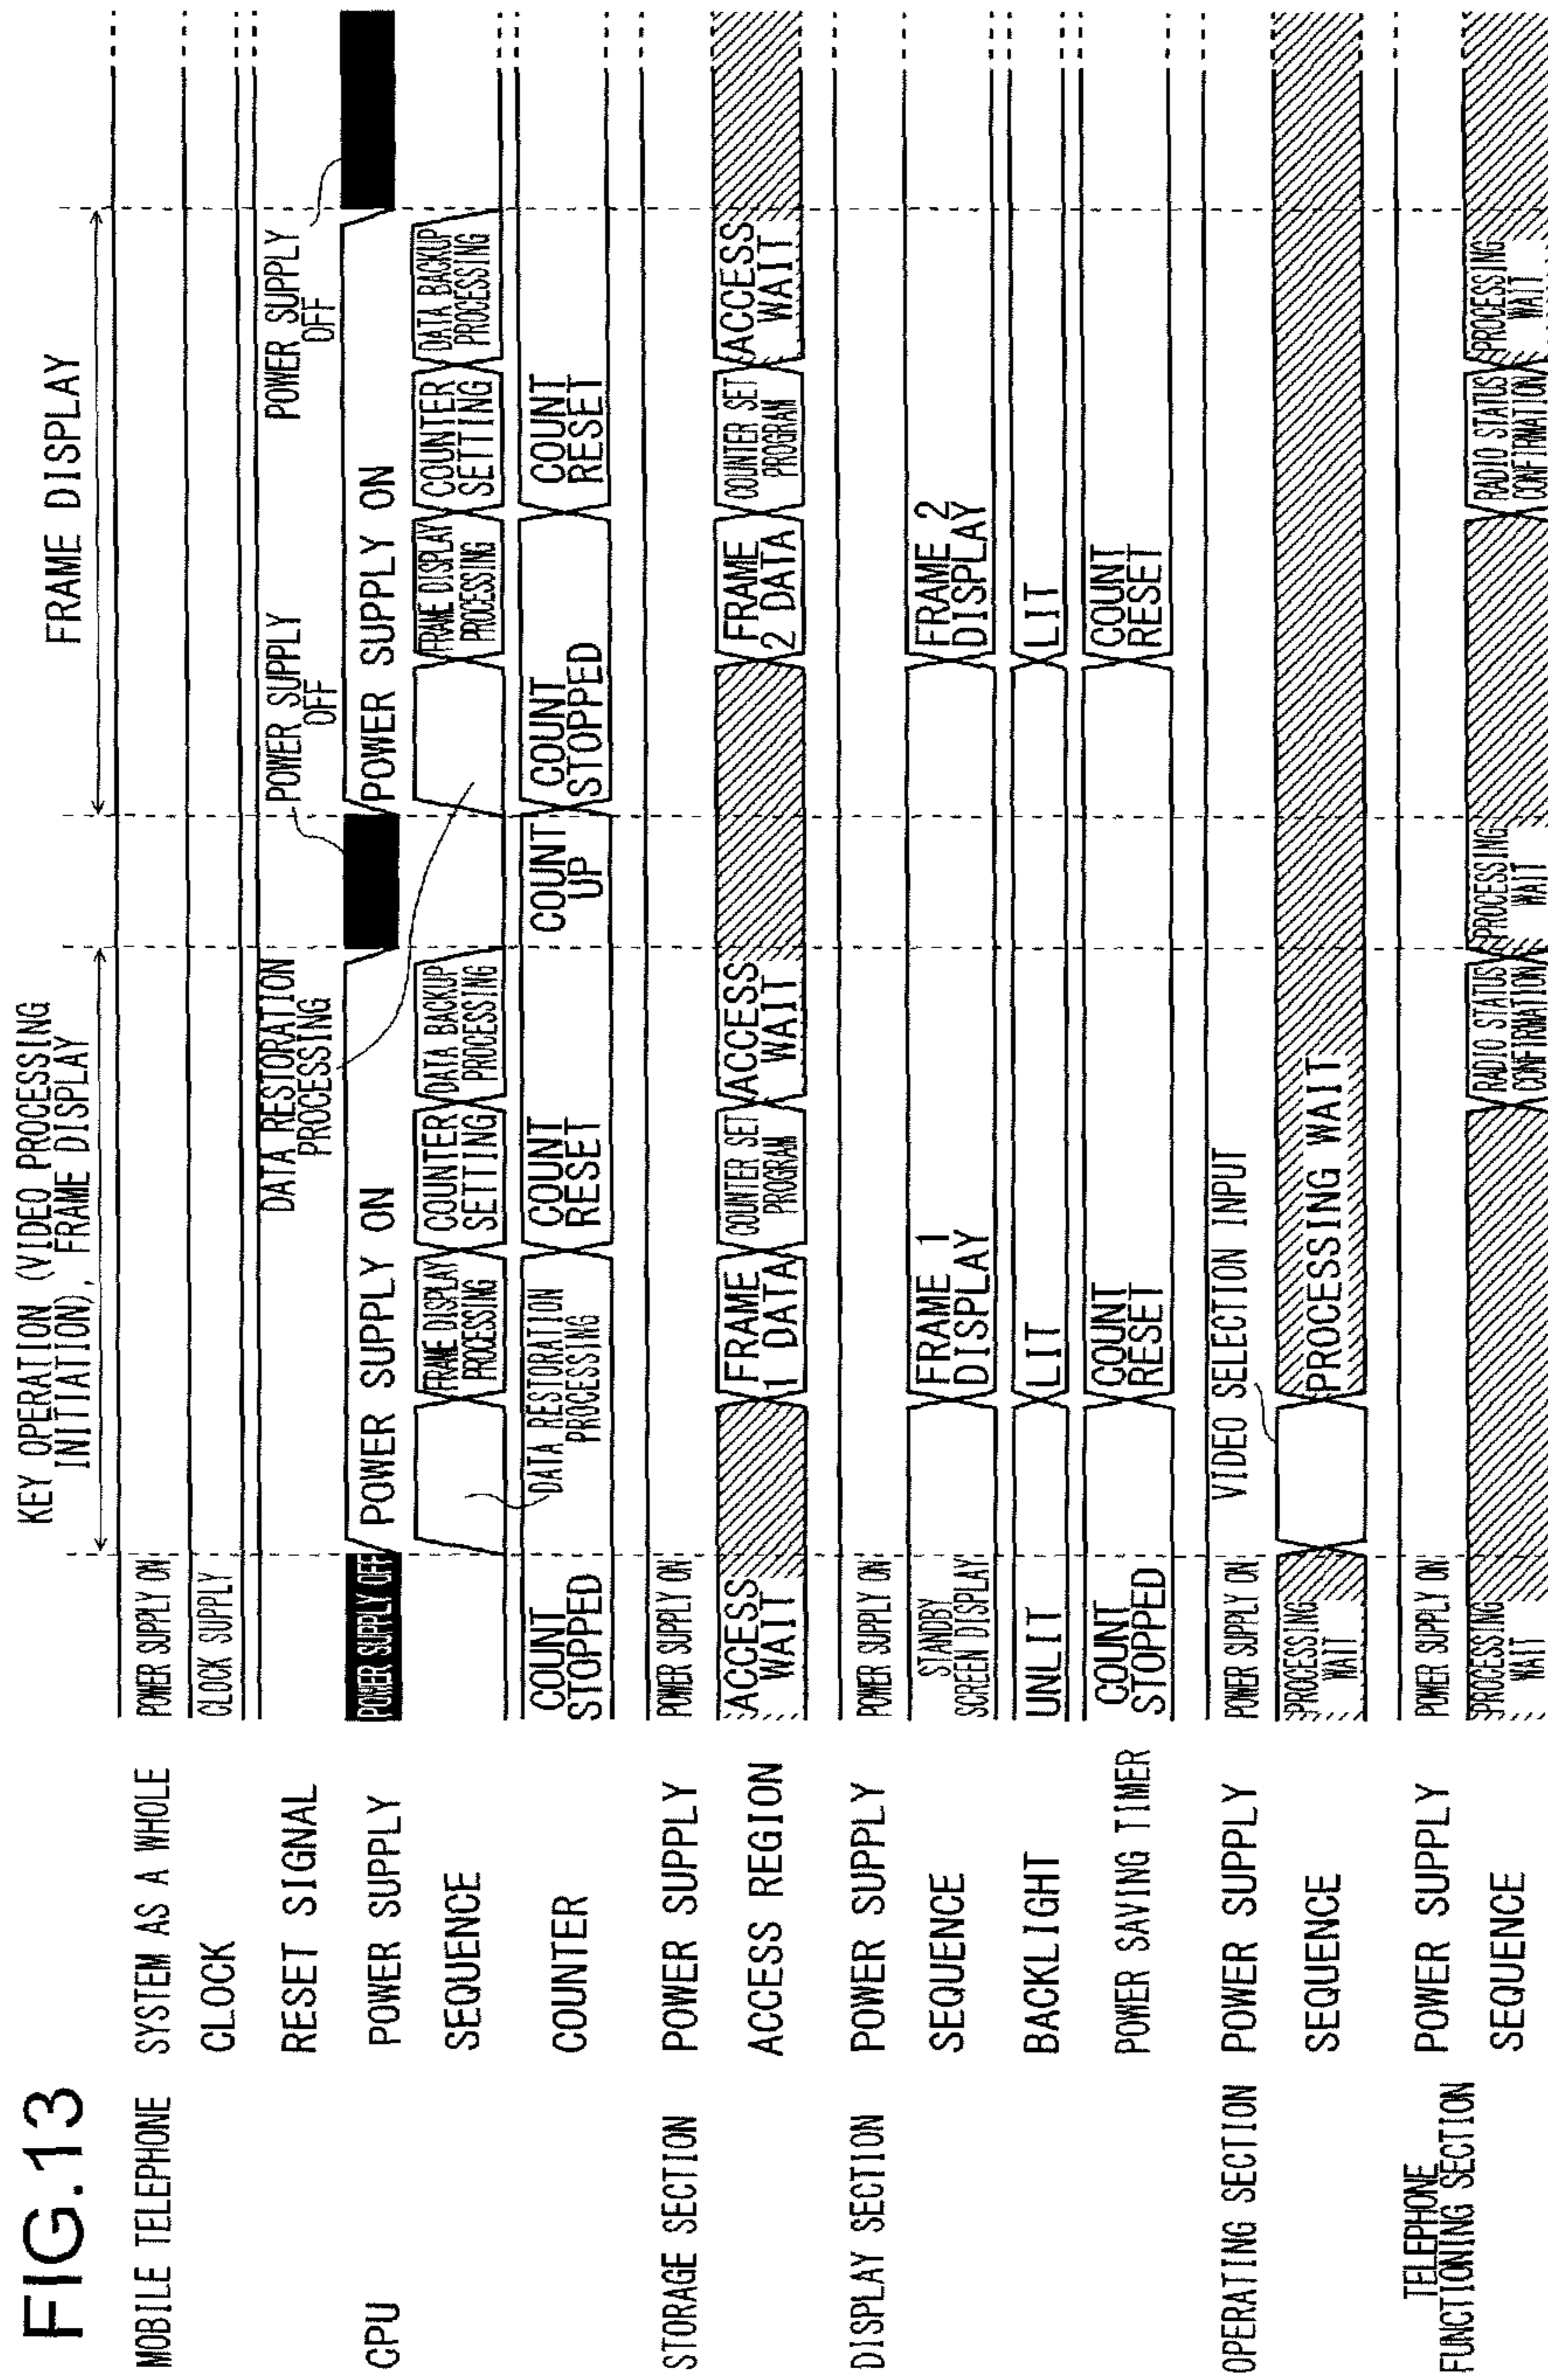 FIG.13
KEY OPERATION (VIDEO PROCESSING
INITIATION), FRAME DISPLAY
FRAME DISPLAY
MOBILE TELEPHONE
SYSTEM AS A WHOLE
POWER SUPPLY ON
CLOCK
CLOCK SUPPLY
RESET SIGNAL
DATA RESTORATION
PROCESSING
POWER SUPPLY
OFF
POWER SUPPLY
OFF
CPU
POWER SUPPLY
POWER SUPPLY OFF
POWER SUPPLY ON
POWER SUPPLY ON
SEQUENCE
FRAME DISPLAY
PROCESSING
COUNTER
SETTING
DATA BACKUP
PROCESSING
FRAME DISPLAY
PROCESSING
COUNTER
SETTING
DATA BACKUP
PROCESSING
COUNTER
COUNT
STOPPED
DATA RESTORATION
PROCESSING
COUNT
RESET
COUNT
UP
COUNT
STOPPED
COUNT
RESET
STORAGE SECTION
POWER SUPPLY
POWER SUPPLY ON
ACCESS REGION
ACCESS
WAIT
FRAME
1 DATA
COUNTER SET
PROGRAM
ACCESS
WAIT
FRAME
2 DATA
COUNTER SET
PROGRAM
ACCESS
WAIT
DISPLAY SECTION
POWER SUPPLY
POWER SUPPLY ON
SEQUENCE
STANDBY
SCREEN DISPLAY
FRAME 1
DISPLAY
FRAME 2
DISPLAY
BACKLIGHT
UNLIT
LIT
LIT
POWER SAVING TIMER
COUNT
STOPPED
COUNT
RESET
COUNT
RESET
OPERATING SECTION
POWER SUPPLY
POWER SUPPLY ON
VIDEO SELECTION INPUT
SEQUENCE
PROCESSING
WAIT
PROCESSING WAIT
TELEPHONE
FUNCTIONING SECTION
POWER SUPPLY
POWER SUPPLY ON
SEQUENCE
PROCESSING
WAIT
RADIO STATUS
CONFIRMATION
PROCESSING
WAIT
RADIO STATUS
CONFIRMATION
PROCESSING
WAIT